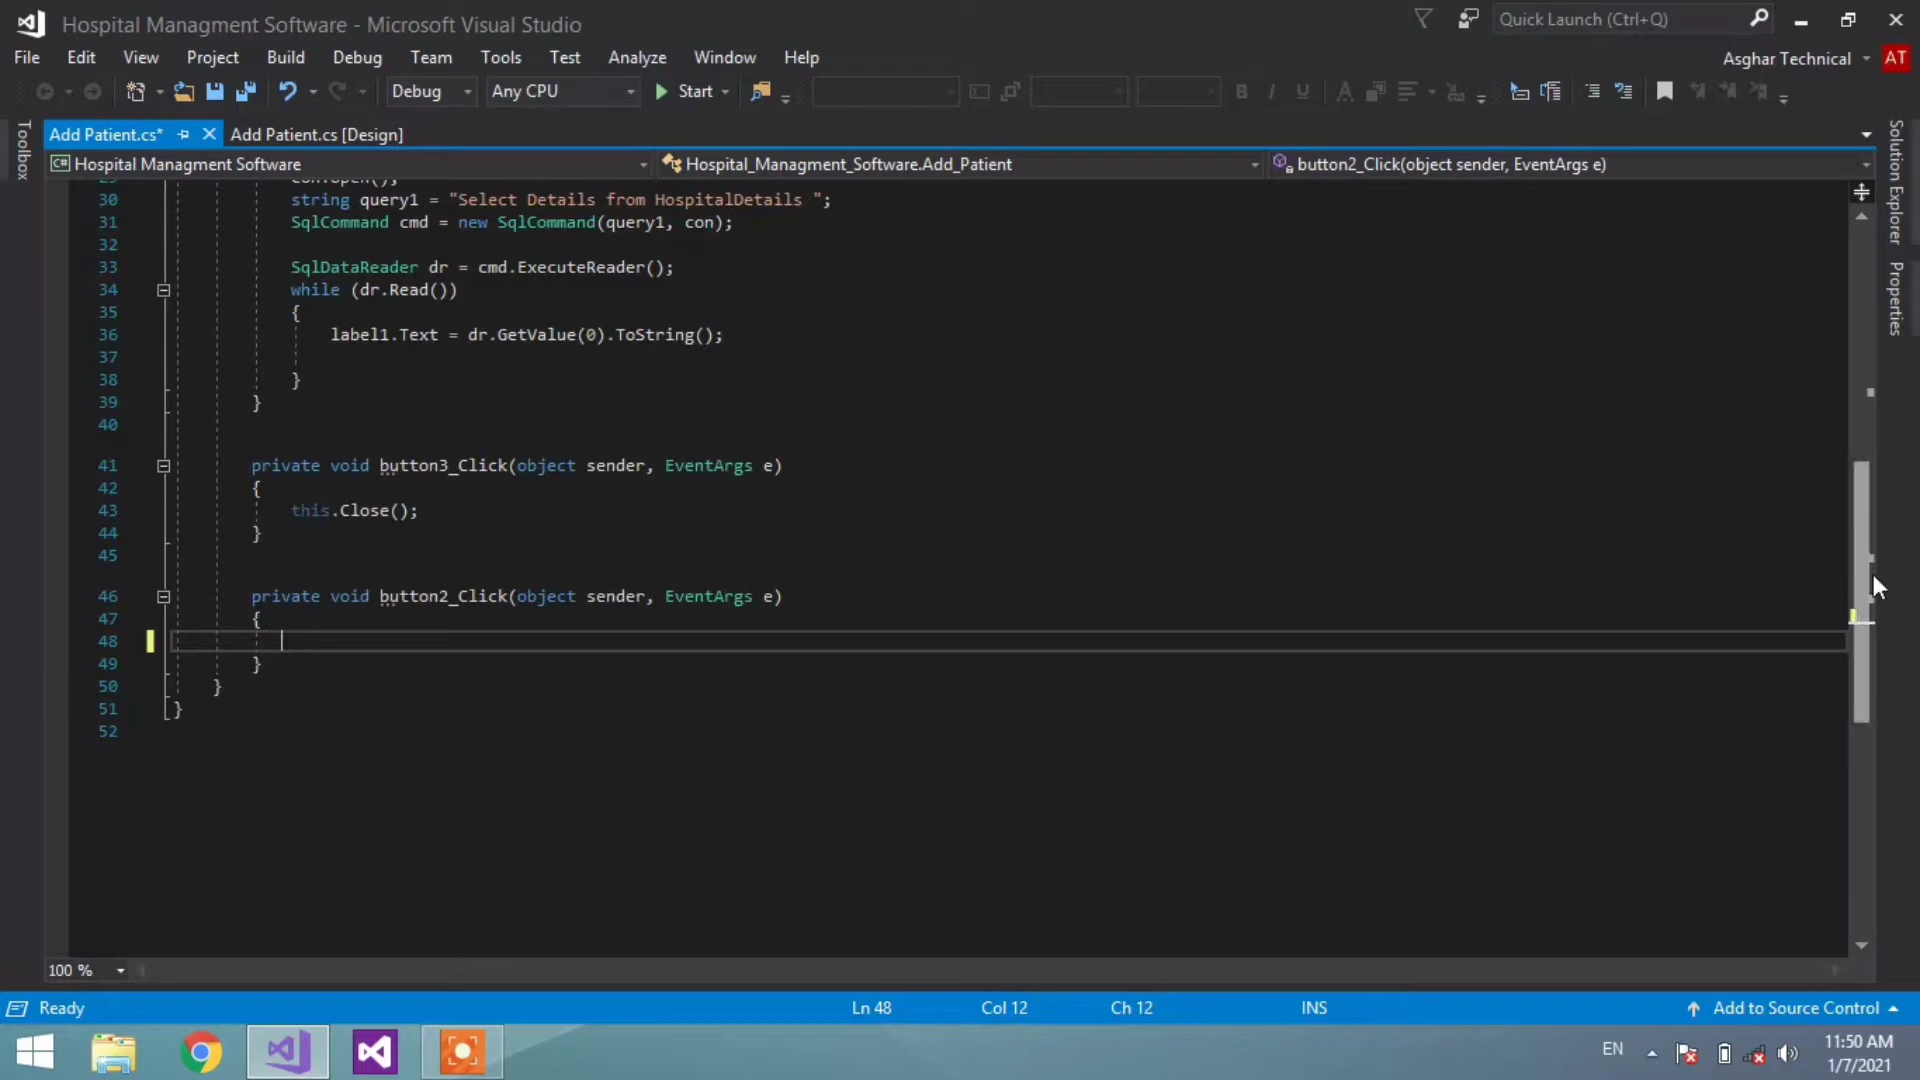 Hospital Managment Software - Microsoft Visual Studio
Quick Launch (Ctrl+Q)
File Edit View Project Build Debug Team Tools Test Analyze Window Help
Asghar Technical AT
Debug Any CPU Start
Toolbox
Add Patient.cs* Add Patient.cs [Design]
Solution Explorer
Properties
Hospital Managment Software Hospital_Managment_Software.Add_Patient button2_Click(object sender, EventArgs e)
30 string query1 = "Select Details from HospitalDetails ";
31 SqlCommand cmd = new SqlCommand(query1, con);
32
33 SqlDataReader dr = cmd.ExecuteReader();
34 while (dr.Read())
35 {
36 label1.Text = dr.GetValue(0).ToString();
37
38 }
39 }
40
41 private void button3_Click(object sender, EventArgs e)
42 {
43 this.Close();
44 }
45
46 private void button2_Click(object sender, EventArgs e)
47 {
48
49 }
50 }
51 }
52
100 %
Ready Ln 48 Col 12 Ch 12 INS Add to Source Control
EN 11:50 AM
1/7/2021